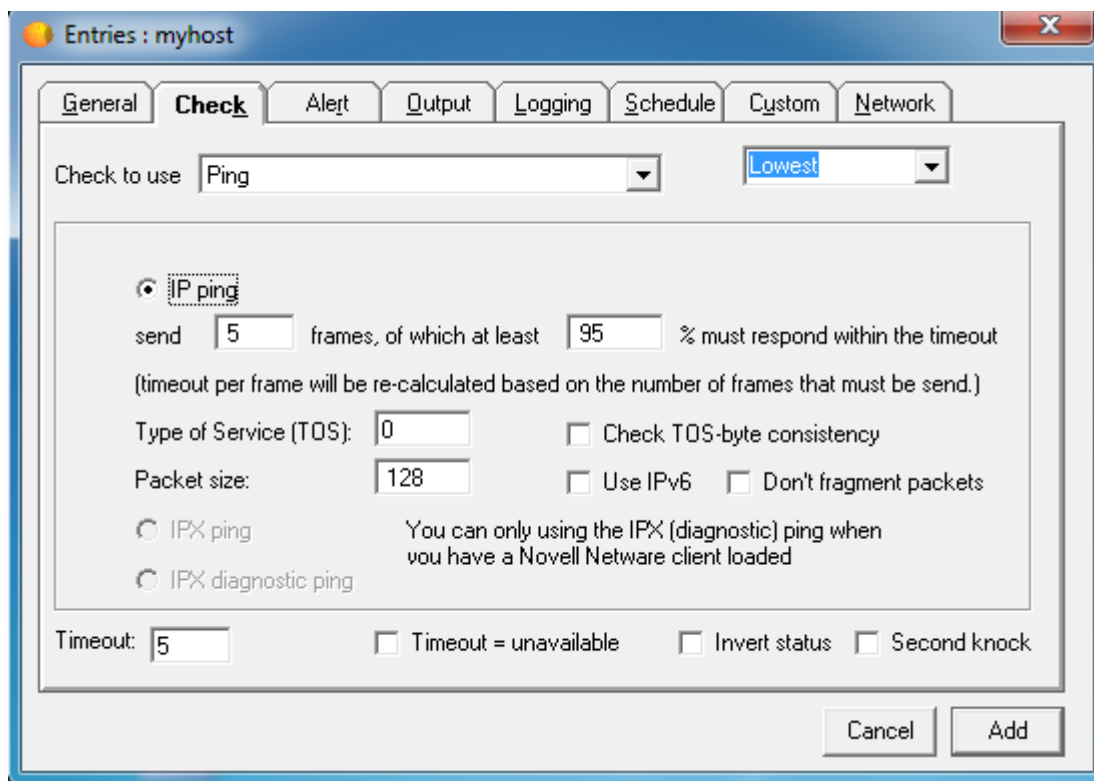 Entries : myhost
X
General Check Alert Output Logging Schedule Custom Network
Check to use Ping Lowest
IP ping
send 5 frames, of which at least 95 % must respond within the timeout
(timeout per frame will be re-calculated based on the number of frames that must be send.)
Type of Service (TOS): 0 Check TOS-byte consistency
Packet size: 128 Use IPv6 Don't fragment packets
IPX ping You can only using the IPX (diagnostic) ping when
you have a Novell Netware client loaded
IPX diagnostic ping
Timeout: 5 Timeout = unavailable Invert status Second knock
Cancel Add